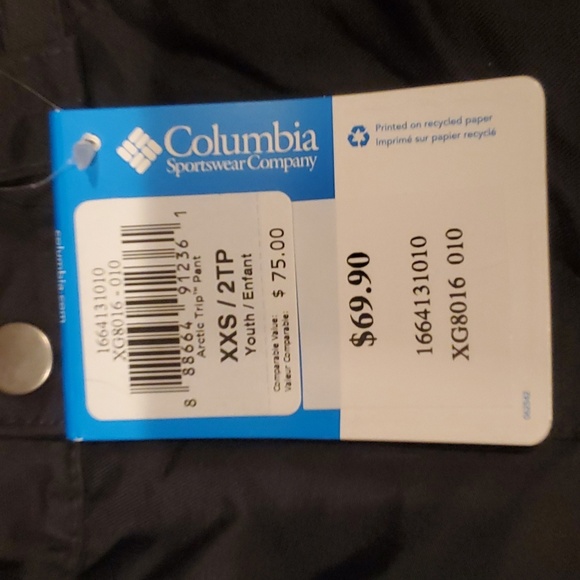 Columbia
Sportswear Company
Printed on recycled paper
Imprimé sur papier recyclé
columbia.com
1664131010
XG8016 - 010
8 88664 91236 1
Arctic Trip™ Pant
XXS / 2TP
Youth / Enfant
Comparable Value:
Valeur Comparable:
$ 75.00
$69.90
1664131010
XG8016 010